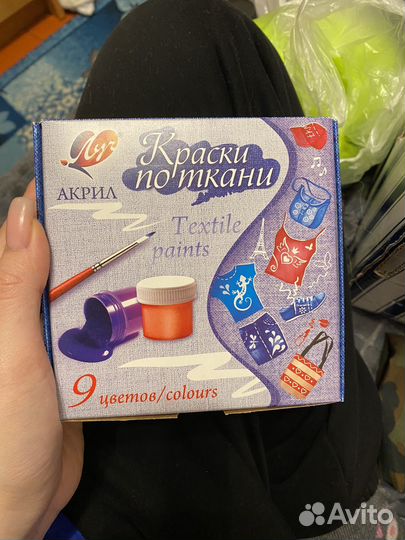 Луч
АКРИЛ
Краски
по ткани
Textile
paints
9 цветов/colours
Avito